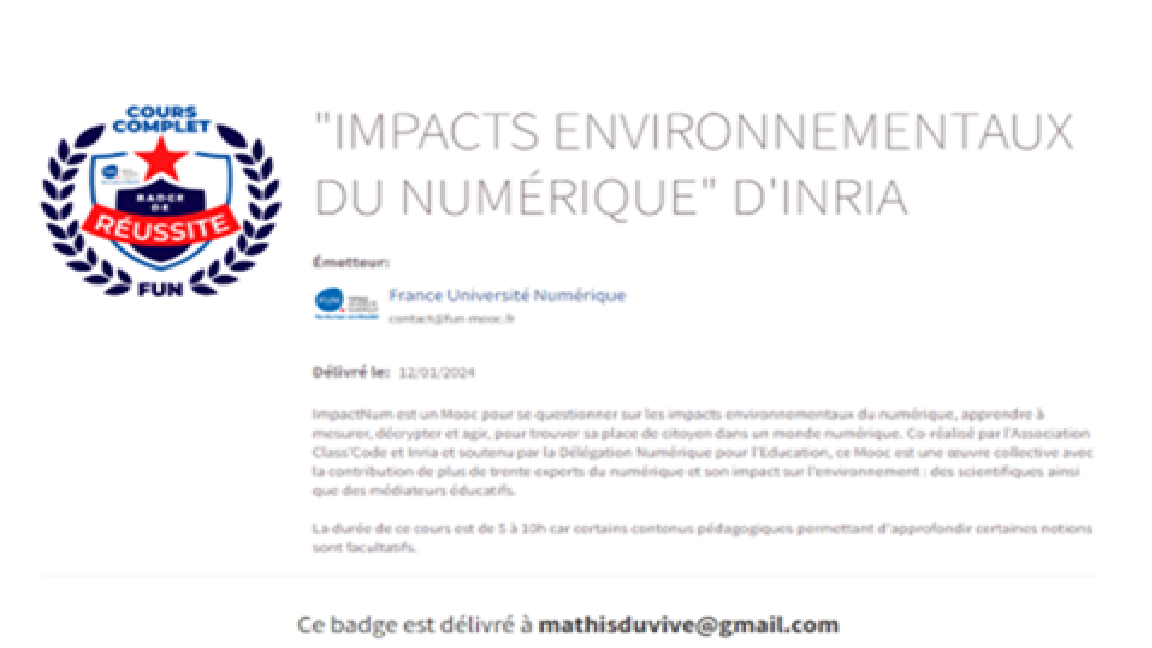 COURS
COMPLET
BADGE
DE
RÉUSSITE
FUN
"IMPACTS ENVIRONNEMENTAUX
DU NUMÉRIQUE" D'INRIA
Émetteur:
FUN
France Université Numérique
contact@fun-mooc.fr
Délivré le: 12/01/2024
ImpactNum est un Mooc pour se questionner sur les impacts environnementaux du numérique, apprendre à
mesurer, décrypter et agir, pour trouver sa place de citoyen dans un monde numérique. Co-réalisé par l'Association
Class'Code et Inria et soutenu par la Délégation Numérique pour l'Education, ce Mooc est une œuvre collective avec
la contribution de plus de trente experts du numérique et son impact sur l'environnement : des scientifiques ainsi
que des médiateurs éducatifs.
La durée de ce cours est de 5 à 10h car certains contenus pédagogiques permettant d'approfondir certaines notions
sont facultatifs.
Ce badge est délivré à mathisduvive@gmail.com